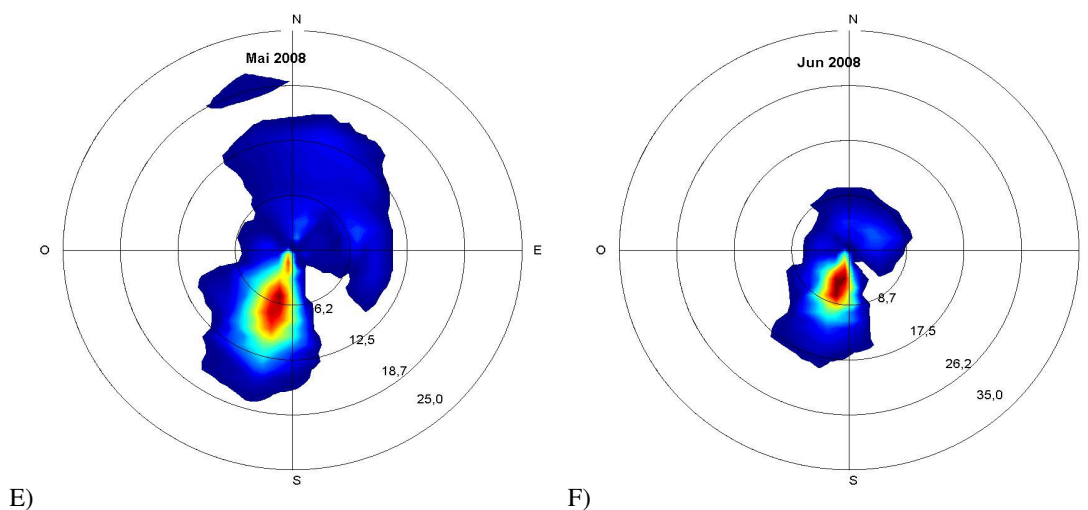 N
Mai 2008
O
E
6,2
12,5
18,7
25,0
S
E)
N
Jun 2008
O
8,7
17,5
26,2
35,0
S
F)